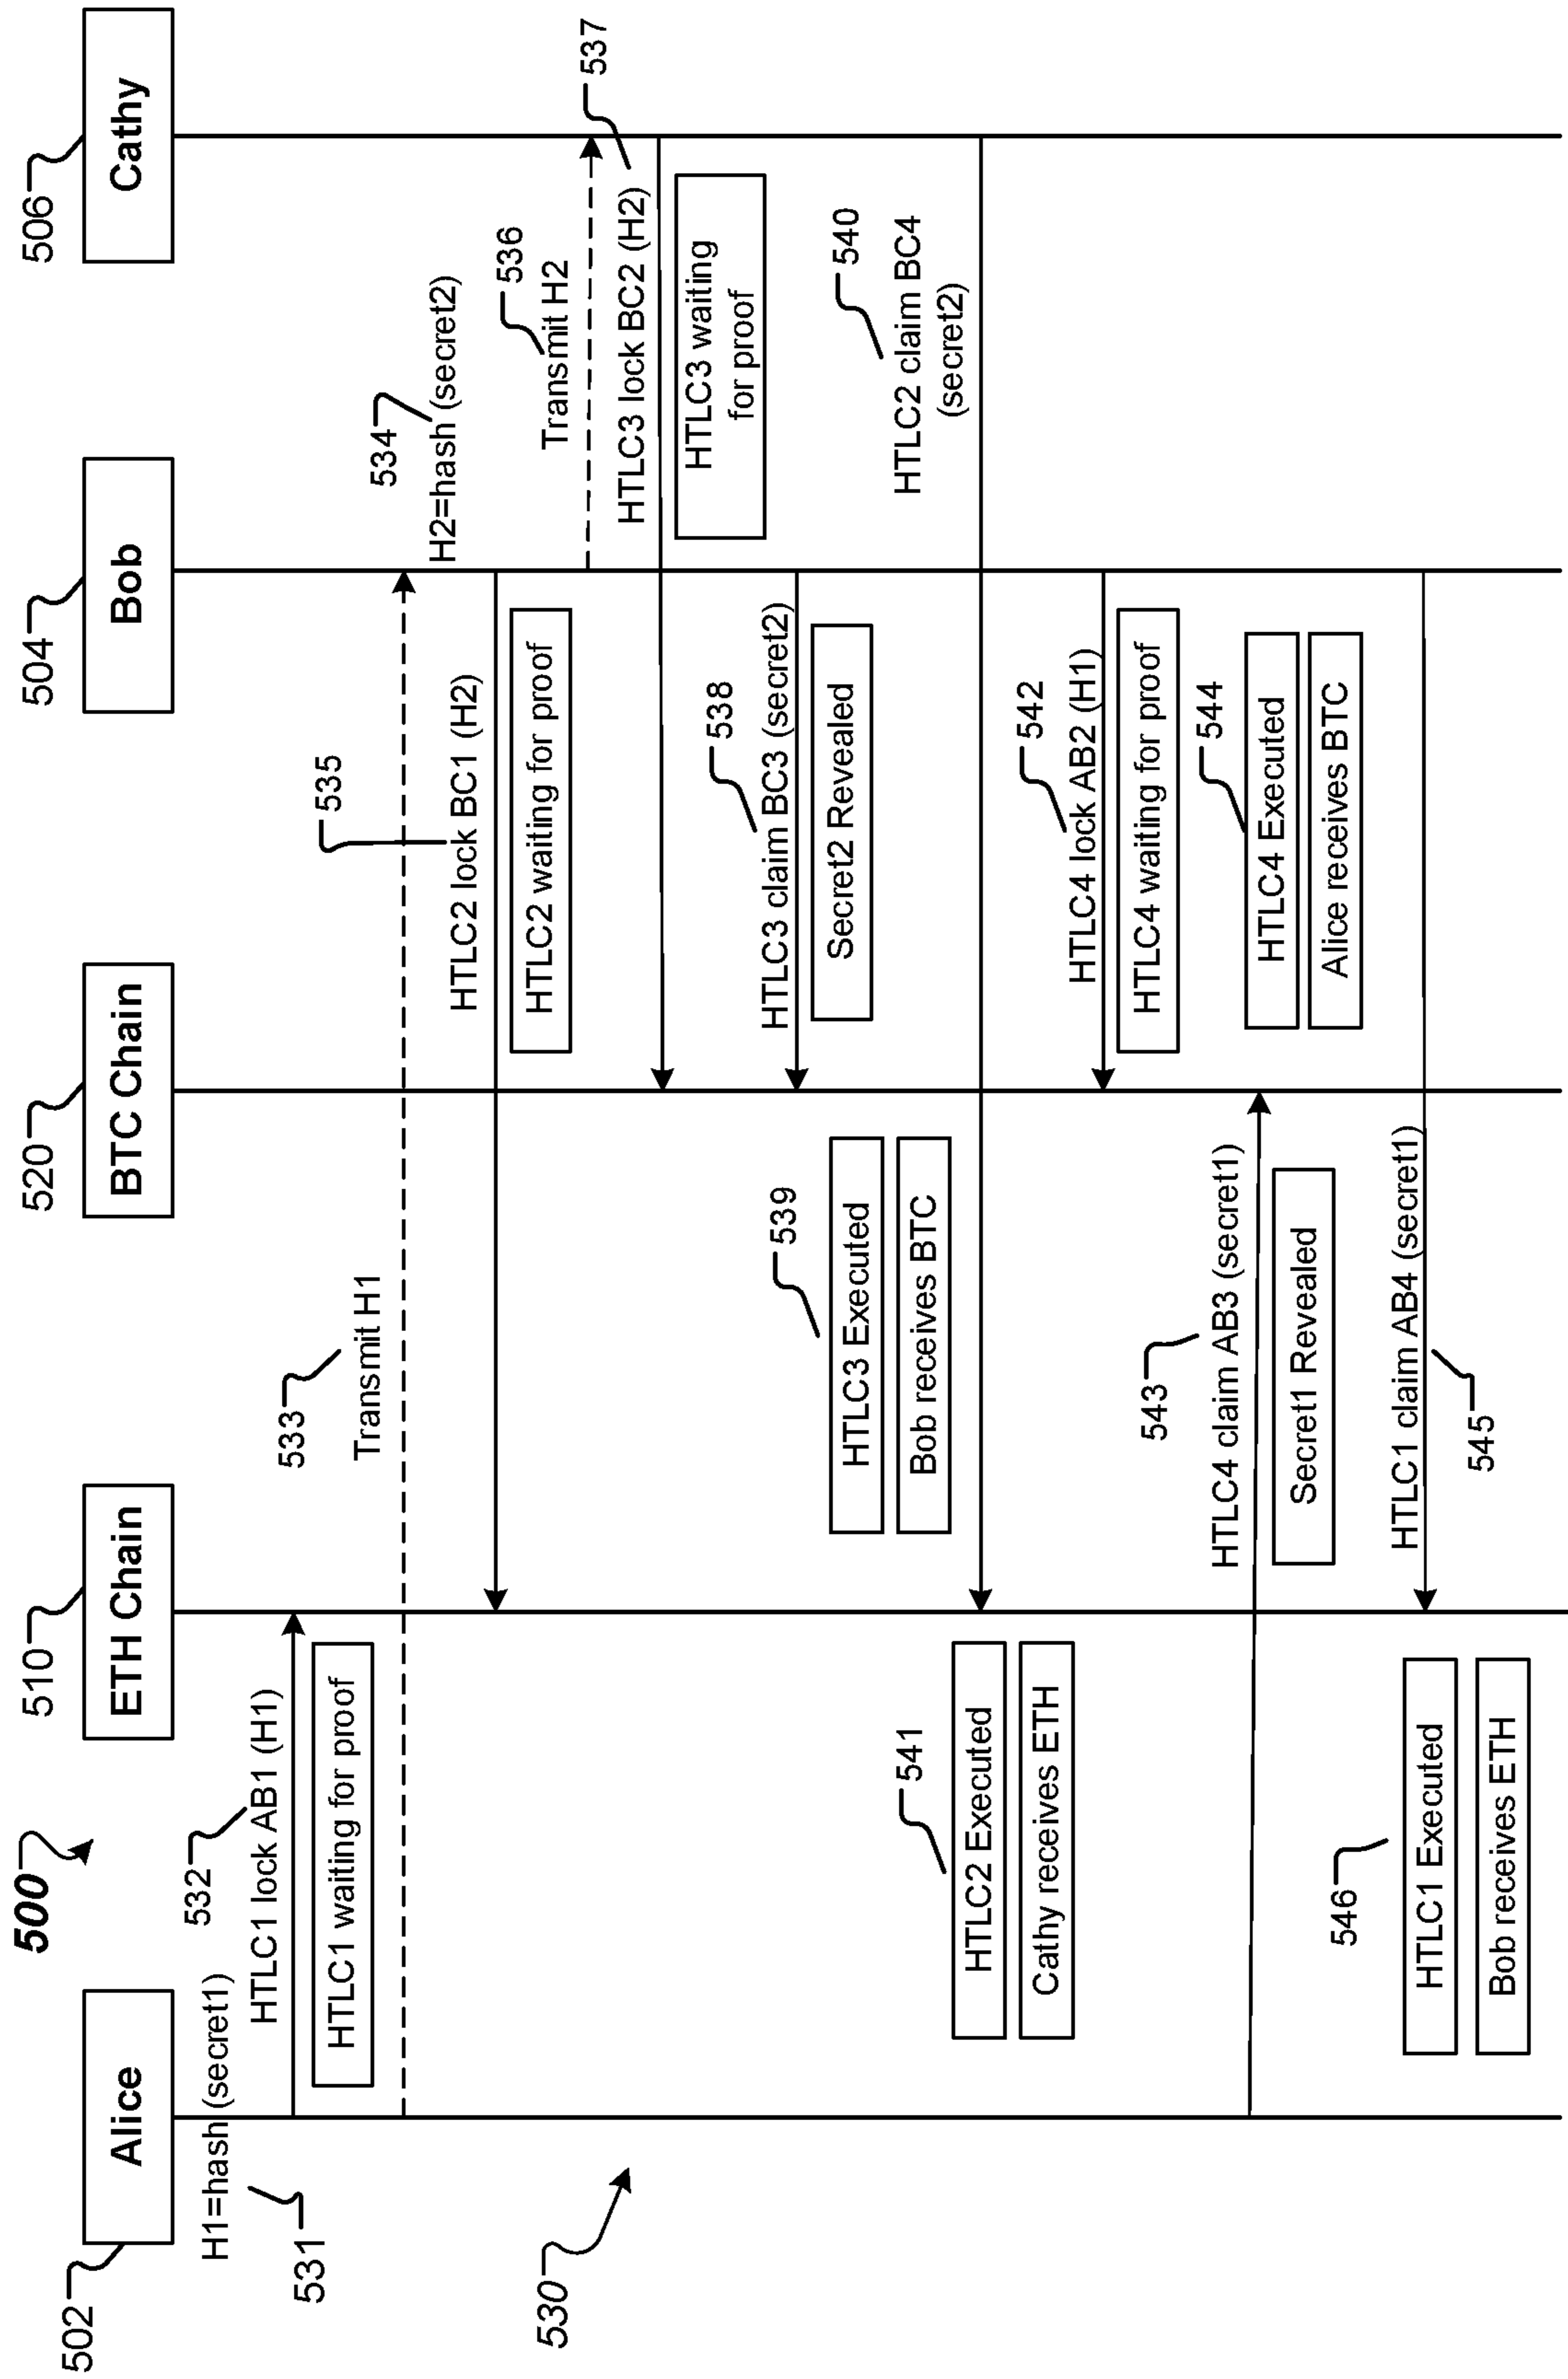 500
502
Alice
510
ETH Chain
520
BTC Chain
504
Bob
506
Cathy
H1=hash (secret1)
531
532
HTLC1 lock AB1 (H1)
HTLC1 waiting for proof
533
Transmit H1
534
H2=hash (secret2)
535
HTLC2 lock BC1 (H2)
HTLC2 waiting for proof
536
Transmit H2
537
HTLC3 lock BC2 (H2)
HTLC3 waiting
for proof
530
538
HTLC3 claim BC3 (secret2)
Secret2 Revealed
539
HTLC3 Executed
Bob receives BTC
540
HTLC2 claim BC4
(secret2)
541
HTLC2 Executed
Cathy receives ETH
542
HTLC4 lock AB2 (H1)
HTLC4 waiting for proof
543
HTLC4 claim AB3 (secret1)
Secret1 Revealed
544
HTLC4 Executed
Alice receives BTC
HTLC1 claim AB4 (secret1)
545
546
HTLC1 Executed
Bob receives ETH